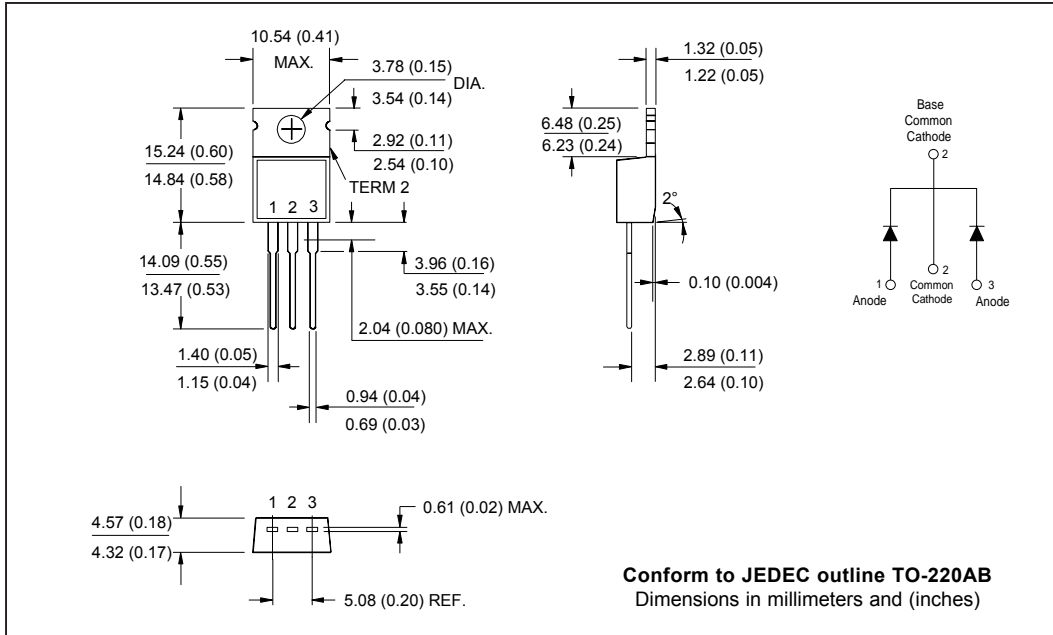 10.54 (0.41)
MAX.
3.78 (0.15)
3.54 (0.14)
DIA.
15.24 (0.60)
14.84 (0.58)
2.92 (0.11)
2.54 (0.10)
TERM 2
1 2 3
14.09 (0.55)
13.47 (0.53)
3.96 (0.16)
3.55 (0.14)
2.04 (0.080) MAX.
1.40 (0.05)
1.15 (0.04)
0.94 (0.04)
0.69 (0.03)
1.32 (0.05)
1.22 (0.05)
6.48 (0.25)
6.23 (0.24)
2°
0.10 (0.004)
2.89 (0.11)
2.64 (0.10)
Base
Common
Cathode
2
1
Anode
2
Common
Cathode
3
Anode
1 2 3
4.57 (0.18)
4.32 (0.17)
0.61 (0.02) MAX.
5.08 (0.20) REF.
Conform to JEDEC outline TO-220AB
Dimensions in millimeters and (inches)